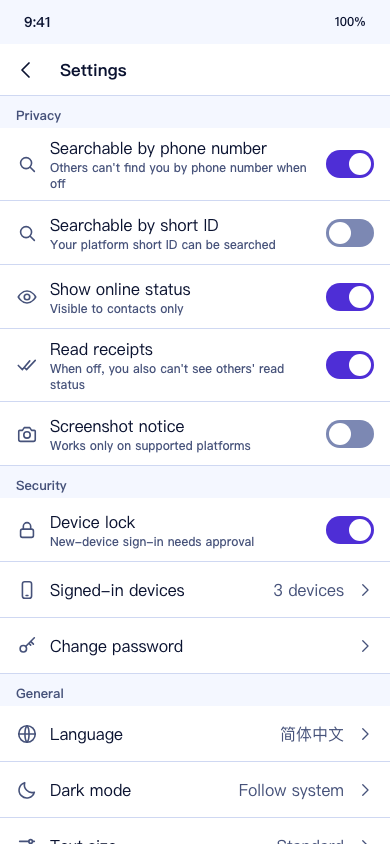 9:41
100%
Settings
Privacy
Searchable by phone number
Others can't find you by phone number when
off
Searchable by short ID
Your platform short ID can be searched
Show online status
Visible to contacts only
Read receipts
When off, you also can't see others' read
status
Screenshot notice
Works only on supported platforms
Security
Device lock
New-device sign-in needs approval
Signed-in devices
3 devices
Change password
General
Language
简体中文
Dark mode
Follow system
Text size
Standard